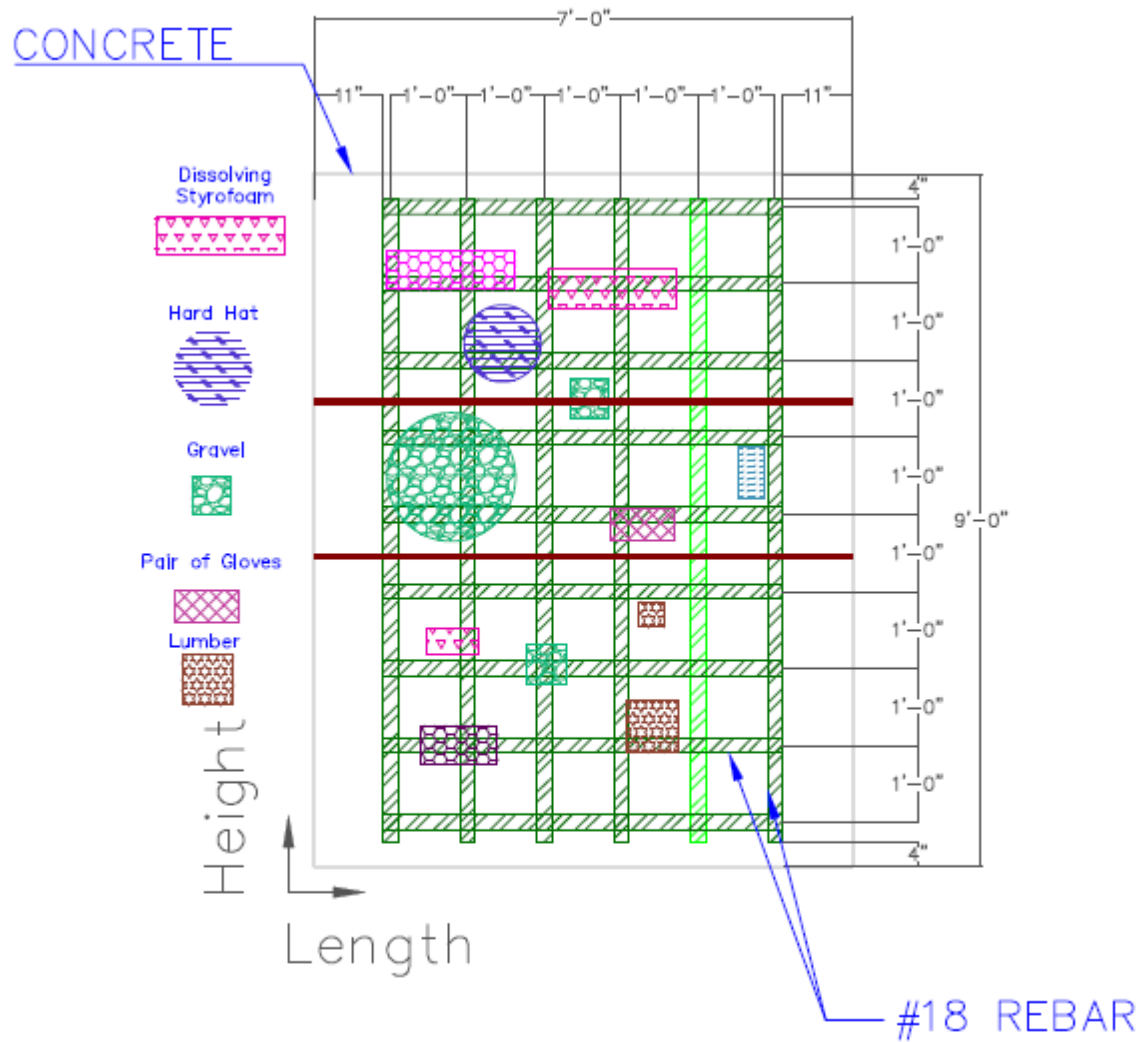 7'-0"
CONCRETE
11" 1'-0" 1'-0" 1'-0" 1'-0" 1'-0" 11"
Dissolving
Styrofoam
4"
1'-0"
Hard Hat
1'-0"
1'-0"
Gravel
1'-0"
9'-0"
1'-0"
Pair of Gloves
1'-0"
Lumber
1'-0"
1'-0"
1'-0"
4"
Height
Length
#18 REBAR